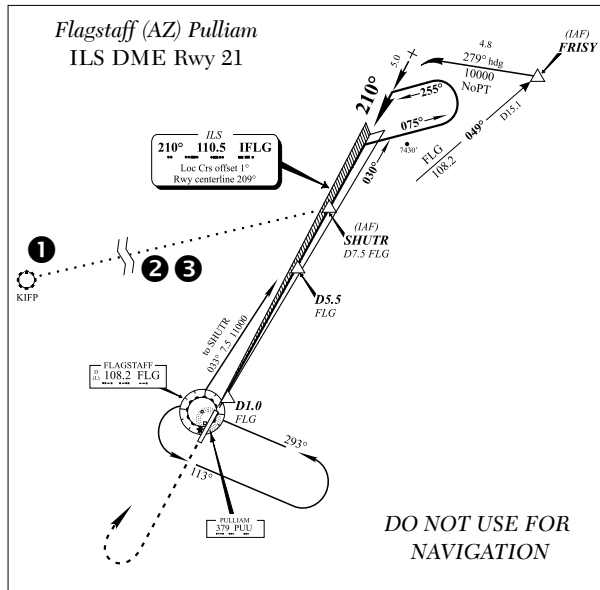 Flagstaff (AZ) Pulliam
ILS DME Rwy 21
(IAF)
FRISY
4.8
279° hdg
10000
NoPT
5.0
210°
255°
075°
7430'
049°
D15.1
FLG
108.2
030°
ILS
210° 110.5 IFLG
Loc Crs offset 1°
Rwy centerline 209°
(IAF)
SHUTR
D7.5 FLG
1
2 3
KIFP
D5.5
FLG
to SHUTR
033° 7.5 11000
FLAGSTAFF
D
(L) 108.2 FLG
D1.0
FLG
293°
113°
PULLIAM
379 PUU
DO NOT USE FOR
NAVIGATION